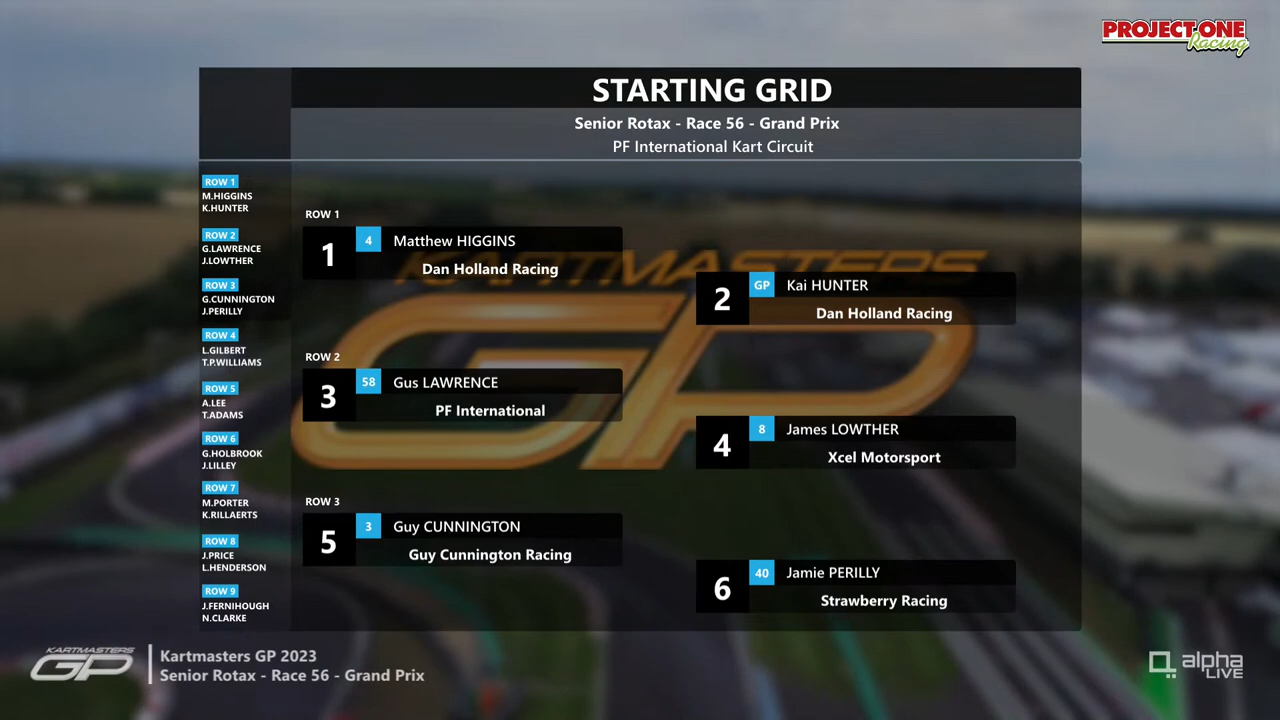 PROJECT ONE
Racing
STARTING GRID
Senior Rotax - Race 56 - Grand Prix
PF International Kart Circuit
ROW 1
M.HIGGINS
K.HUNTER
ROW 2
G.LAWRENCE
J.LOWTHER
ROW 3
G.CUNNINGTON
J.PERILLY
ROW 4
L.GILBERT
T.P.WILLIAMS
ROW 5
A.LEE
T.ADAMS
ROW 6
G.HOLBROOK
J.LILLEY
ROW 7
M.PORTER
K.RILLAERTS
ROW 8
J.PRICE
L.HENDERSON
ROW 9
J.FERNIHOUGH
N.CLARKE
KARTMASTERS
GP
ROW 1
1 4 Matthew HIGGINS
Dan Holland Racing
2 GP Kai HUNTER
Dan Holland Racing
ROW 2
3 58 Gus LAWRENCE
PF International
4 8 James LOWTHER
Xcel Motorsport
ROW 3
5 3 Guy CUNNINGTON
Guy Cunnington Racing
6 40 Jamie PERILLY
Strawberry Racing
KARTMASTERS
GP
Kartmasters GP 2023
Senior Rotax - Race 56 - Grand Prix
alpha
LIVE